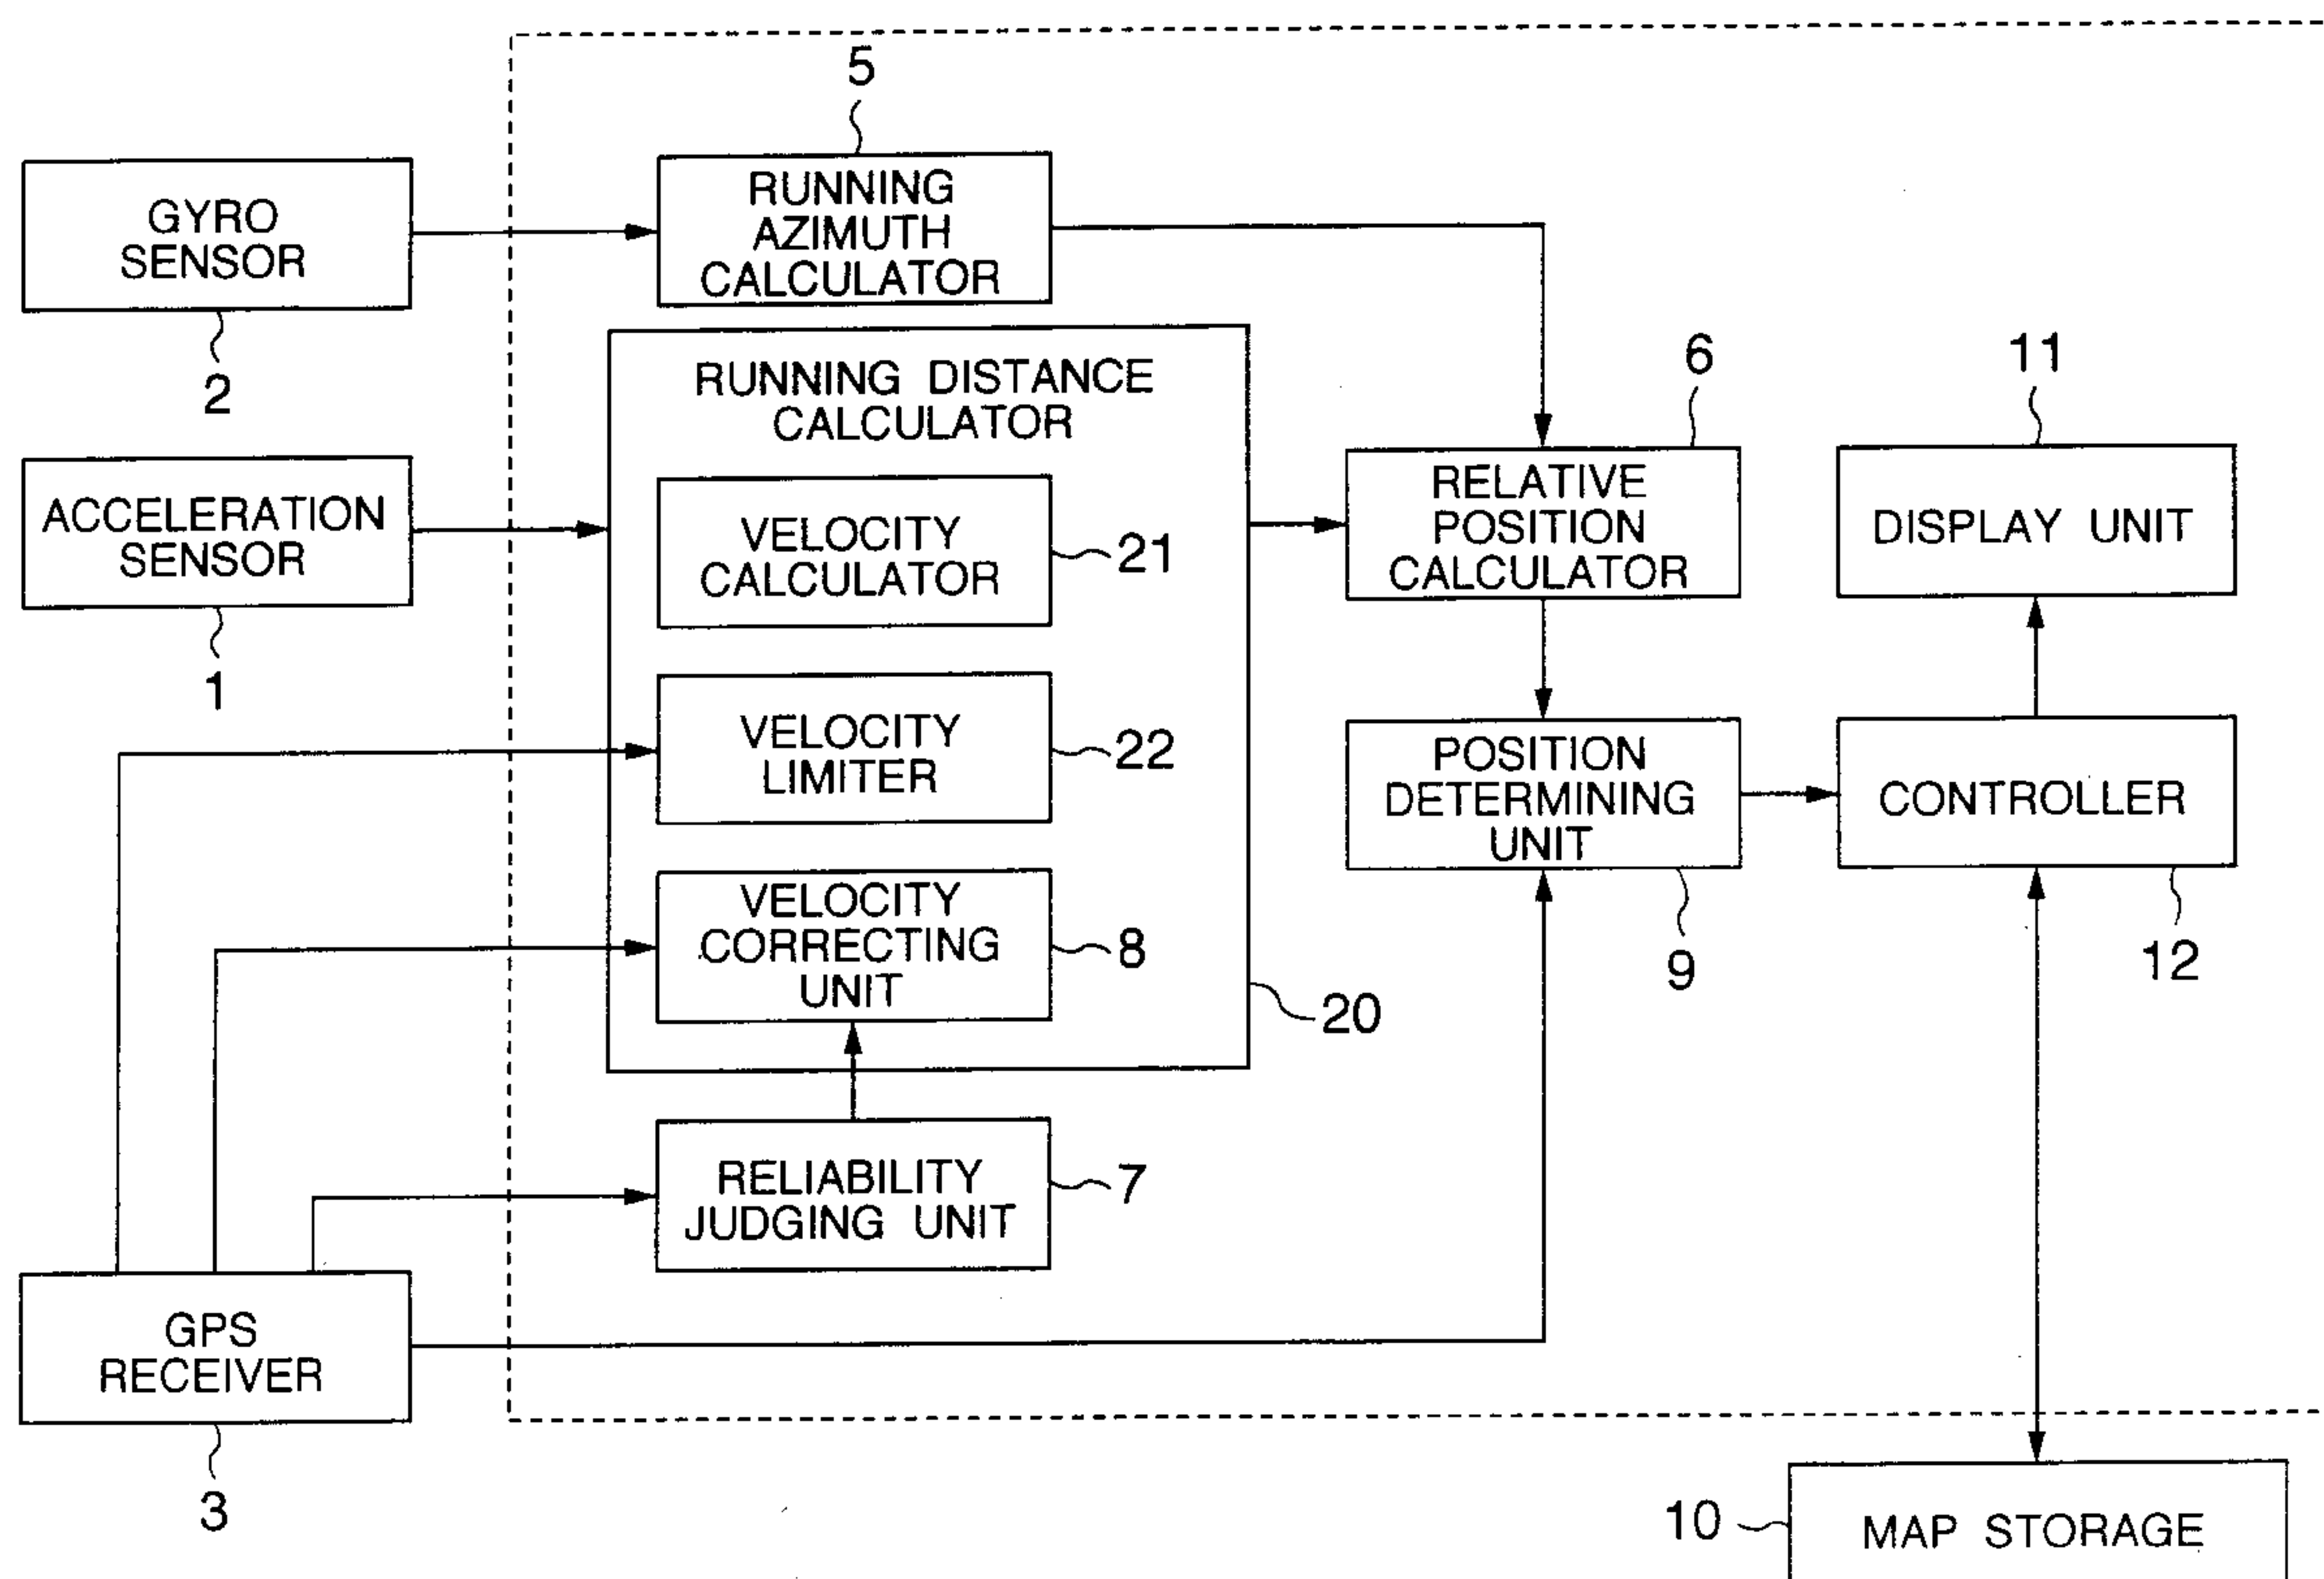 5
GYRO
SENSOR
2
RUNNING
AZIMUTH
CALCULATOR
RUNNING DISTANCE
CALCULATOR
6
11
ACCELERATION
SENSOR
1
VELOCITY
CALCULATOR
21
RELATIVE
POSITION
CALCULATOR
DISPLAY UNIT
VELOCITY
LIMITER
22
POSITION
DETERMINING
UNIT
9
CONTROLLER
12
VELOCITY
CORRECTING
UNIT
8
20
RELIABILITY
JUDGING UNIT
7
GPS
RECEIVER
3
10
MAP STORAGE